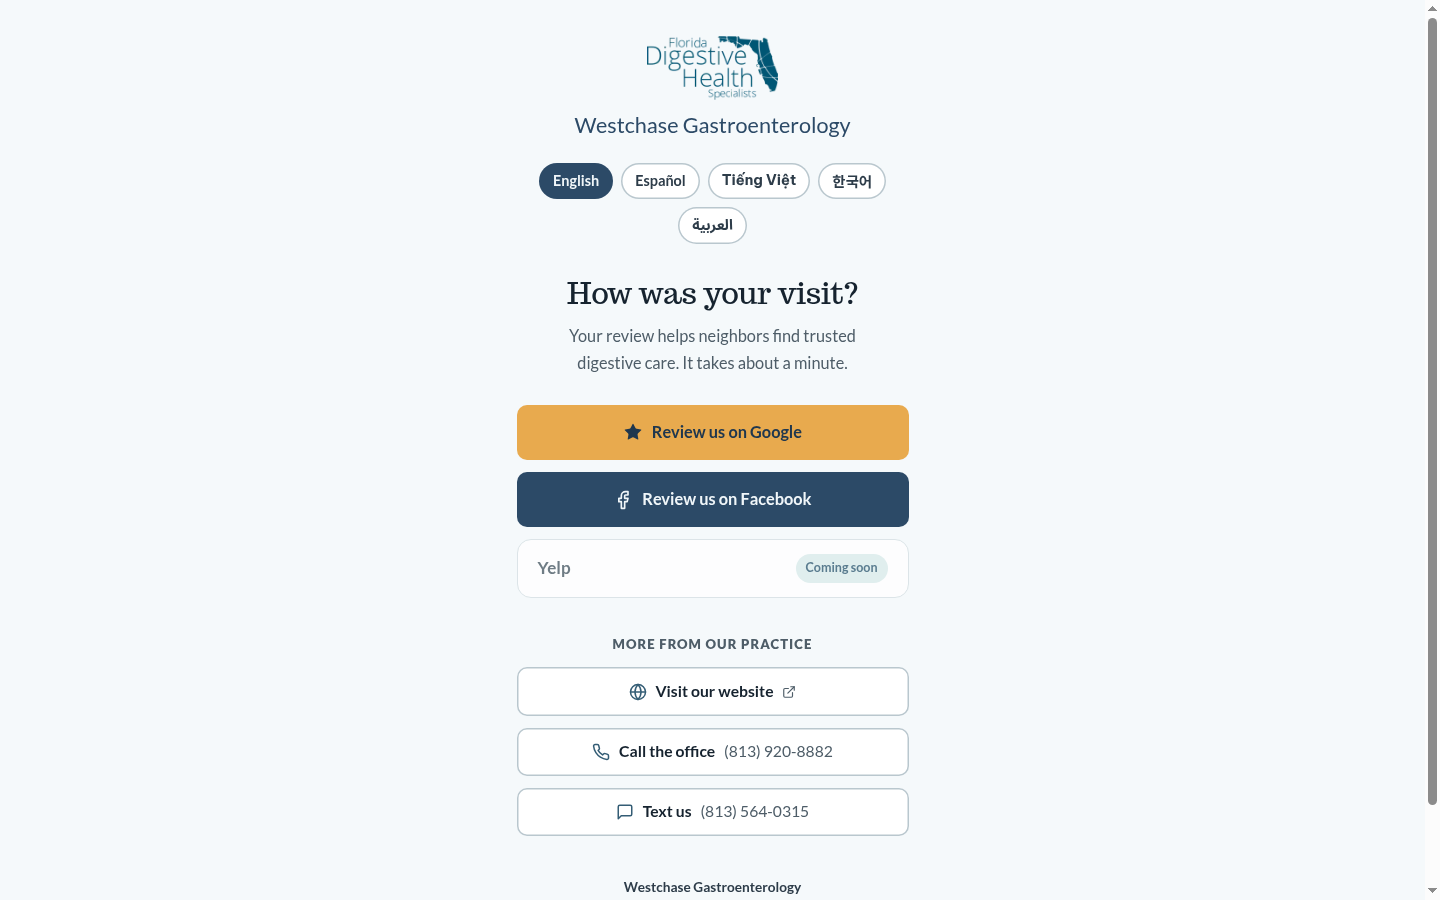 Florida
Digestive
Health
Specialists
Westchase Gastroenterology
English
Español
Tiếng Việt
한국어
العربية
How was your visit?
Your review helps neighbors find trusted
digestive care. It takes about a minute.
Review us on Google
Review us on Facebook
Yelp
Coming soon
MORE FROM OUR PRACTICE
Visit our website
Call the office (813) 920-8882
Text us (813) 564-0315
Westchase Gastroenterology